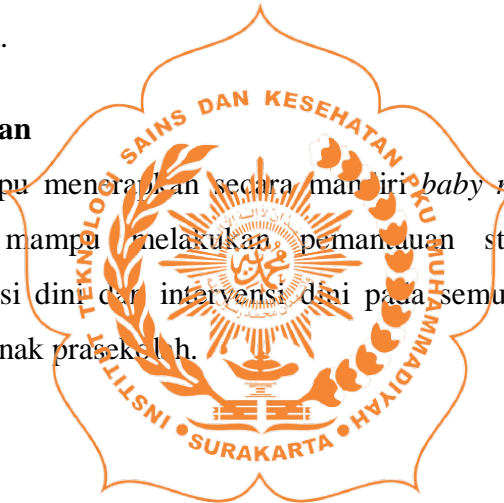 .
an
pu menerapkan secara mandiri baby
mampu melakukan pemantauan
si dini dan intervensi dini pada semu
nak prasekolah.
INSTITUT TEKNOLOGI SAINS DAN KESEHATAN PKU MUHAMMADIYAH
SURAKARTA